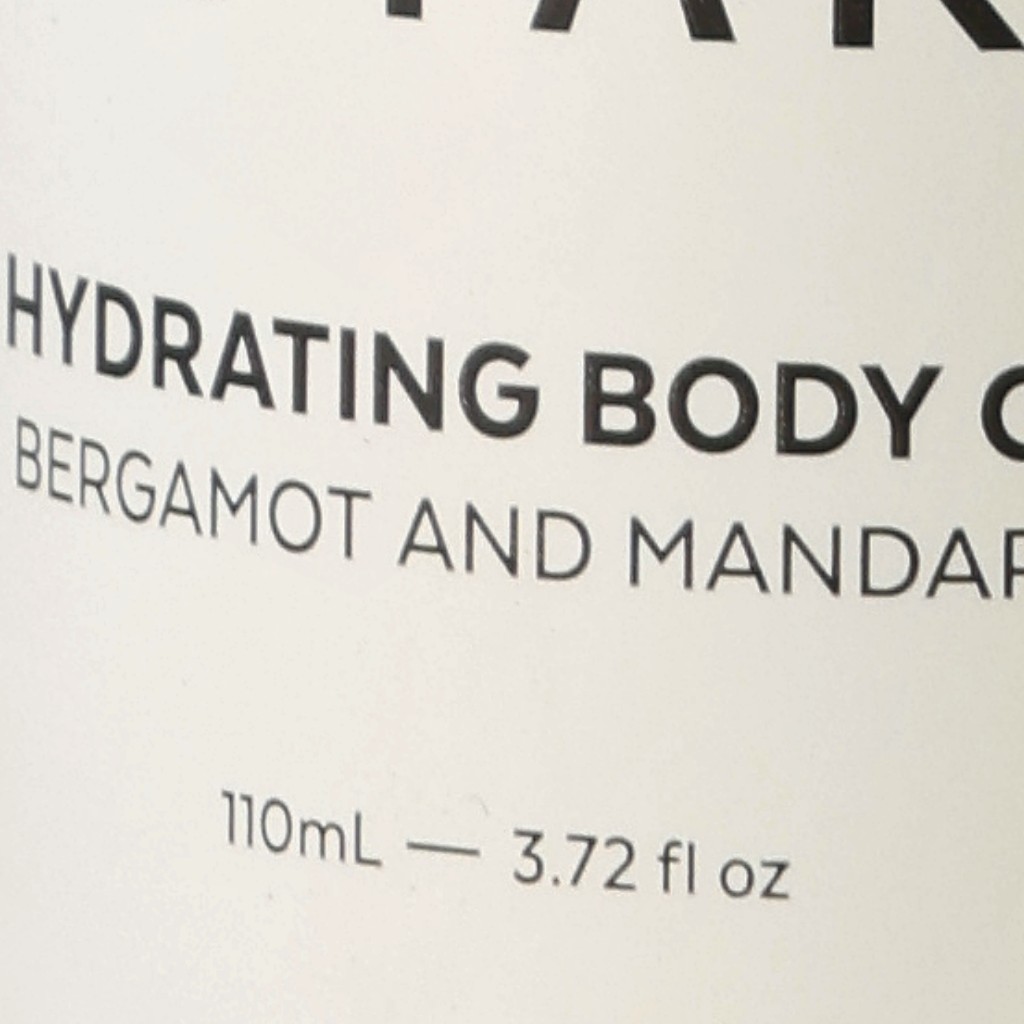 HYDRATING BODY
BERGAMOT AND
110mL — 3.72 fl oz